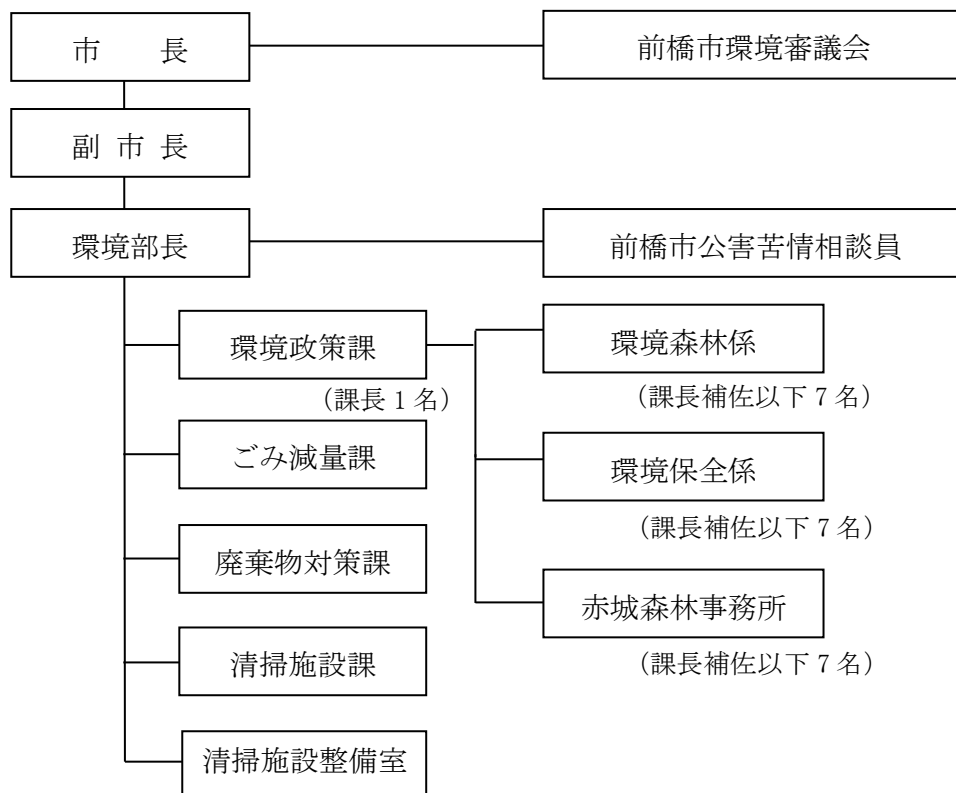 市　　長
前橋市環境審議会
副 市 長
環境部長
前橋市公害苦情相談員
環境政策課
(課長 1 名)
環境森林係
(課長補佐以下 7 名)
ごみ減量課
環境保全係
(課長補佐以下 7 名)
廃棄物対策課
赤城森林事務所
(課長補佐以下 7 名)
清掃施設課
清掃施設整備室